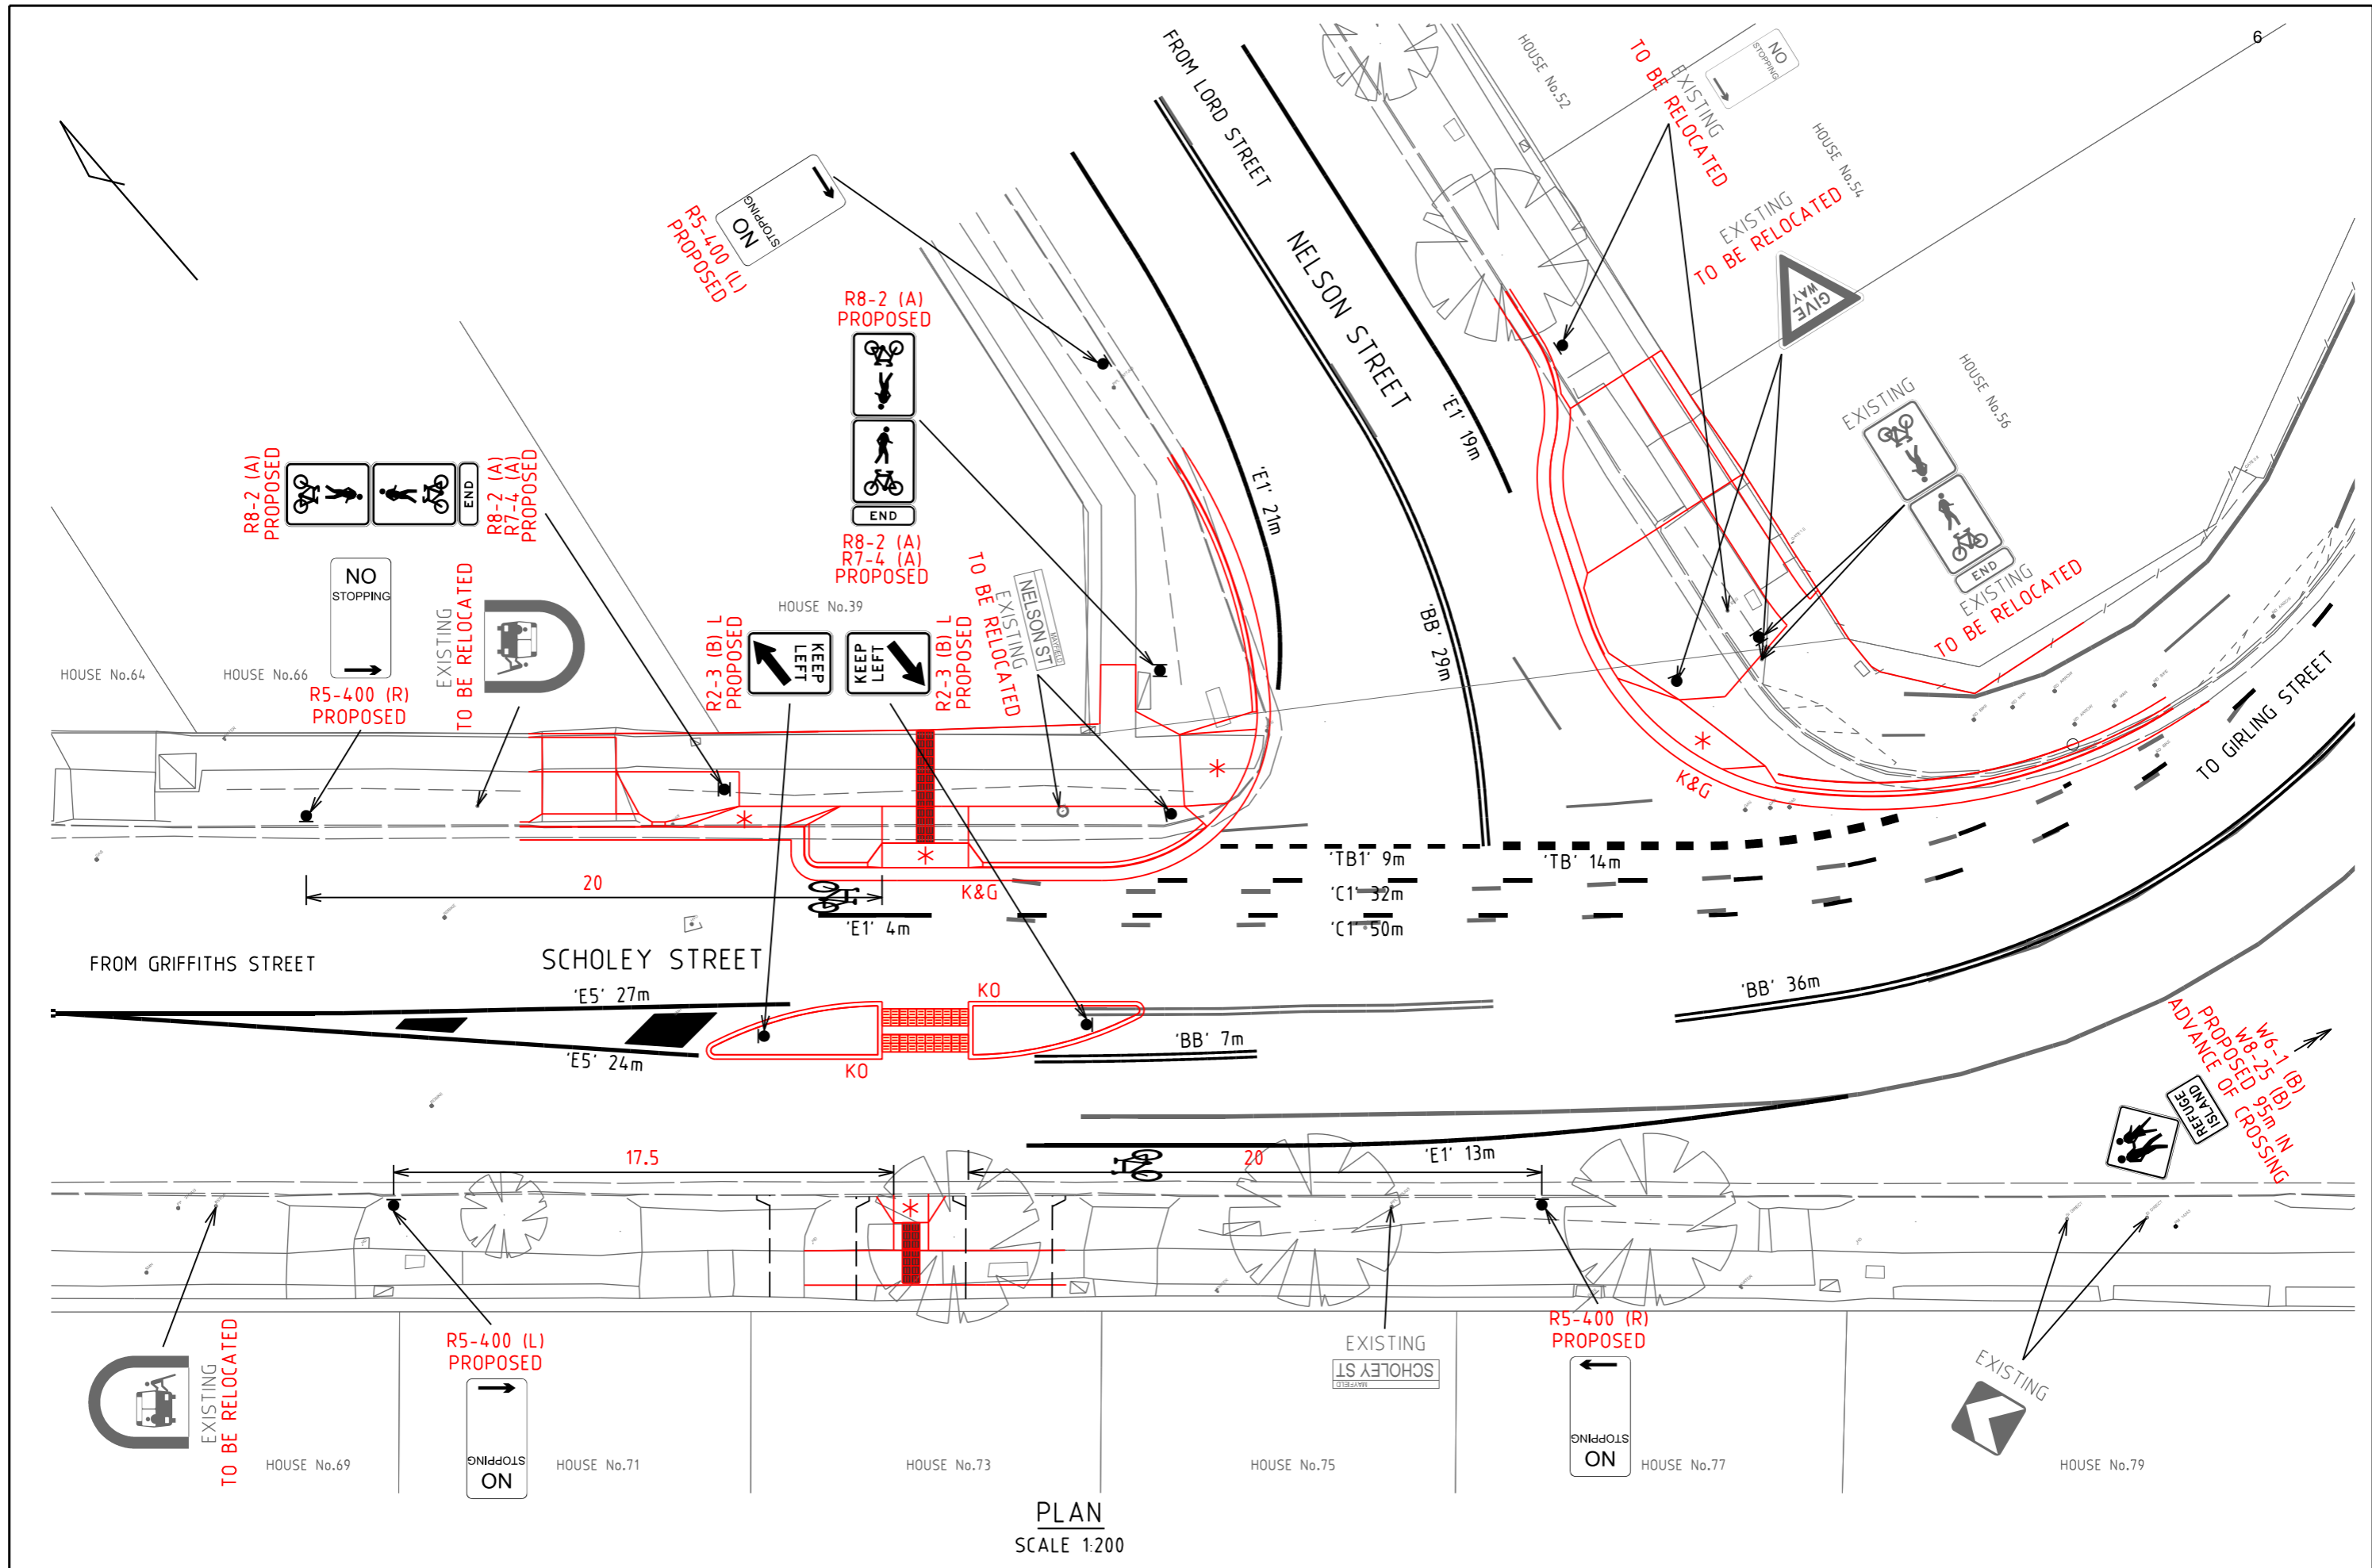 6
FROM LORD STREET
HOUSE No.52
TO BE RELOCATED
EXISTING
NO
STOPPING
HOUSE No.54
EXISTING
TO BE RELOCATED
GIVE
WAY
NO
STOPPING
R5-400 (L)
PROPOSED
NELSON STREET
R8-2 (A)
PROPOSED
END
R8-2 (A)
R7-4 (A)
PROPOSED
'E1' 19m
'E1' 21m
'BB' 29m
HOUSE No.56
EXISTING
END
EXISTING
TO BE RELOCATED
R8-2 (A)
PROPOSED
END
R8-2 (A)
R7-4 (A)
PROPOSED
NO
STOPPING
R5-400 (R)
PROPOSED
EXISTING
TO BE RELOCATED
HOUSE No.39
R2-3 (B) L
PROPOSED
KEEP
LEFT
KEEP
LEFT
R2-3 (B) L
PROPOSED
TO BE RELOCATED
EXISTING
NELSON ST
MAYFIELD
HOUSE No.64
HOUSE No.66
TO GIRLING STREET
K&G
20
K&G
'TB1' 9m
'TB' 14m
'C1' 32m
'E1' 4m
'C1' 50m
FROM GRIFFITHS STREET
SCHOLEY STREET
'E5' 27m
KO
'BB' 36m
'E5' 24m
KO
'BB' 7m
W6-1 (B)
W8-25 (B)
PROPOSED 95m IN
ADVANCE OF CROSSING
REFUGE
ISLAND
17.5
20
'E1' 13m
EXISTING
TO BE RELOCATED
R5-400 (L)
PROPOSED
NO
STOPPING
EXISTING
SCHOLEY ST
MAYFIELD
R5-400 (R)
PROPOSED
NO
STOPPING
EXISTING
HOUSE No.69
HOUSE No.71
HOUSE No.73
HOUSE No.75
HOUSE No.77
HOUSE No.79
PLAN
SCALE 1:200